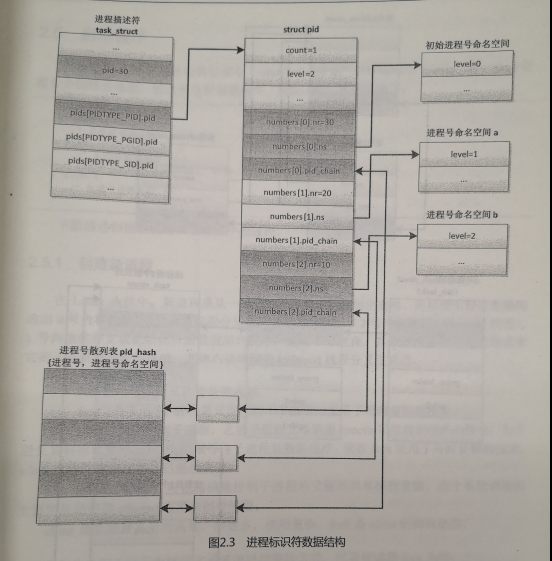 进程描述符
task_struct
...
pid=30
...
pids[PIDTYPE_PID].pid
pids[PIDTYPE_PGID].pid
pids[PIDTYPE_SID].pid
...
struct pid
count=1
level=2
...
numbers[0].nr=30
numbers[0].ns
numbers[0].pid_chain
numbers[1].nr=20
numbers[1].ns
numbers[1].pid_chain
numbers[2].nr=10
numbers[2].ns
numbers[2].pid_chain
初始进程号命名空间
level=0
...
进程号命名空间 a
level=1
...
进程号命名空间 b
level=2
...
进程号散列表 pid_hash
{进程号，进程号命名空间}
图2.3 进程标识符数据结构